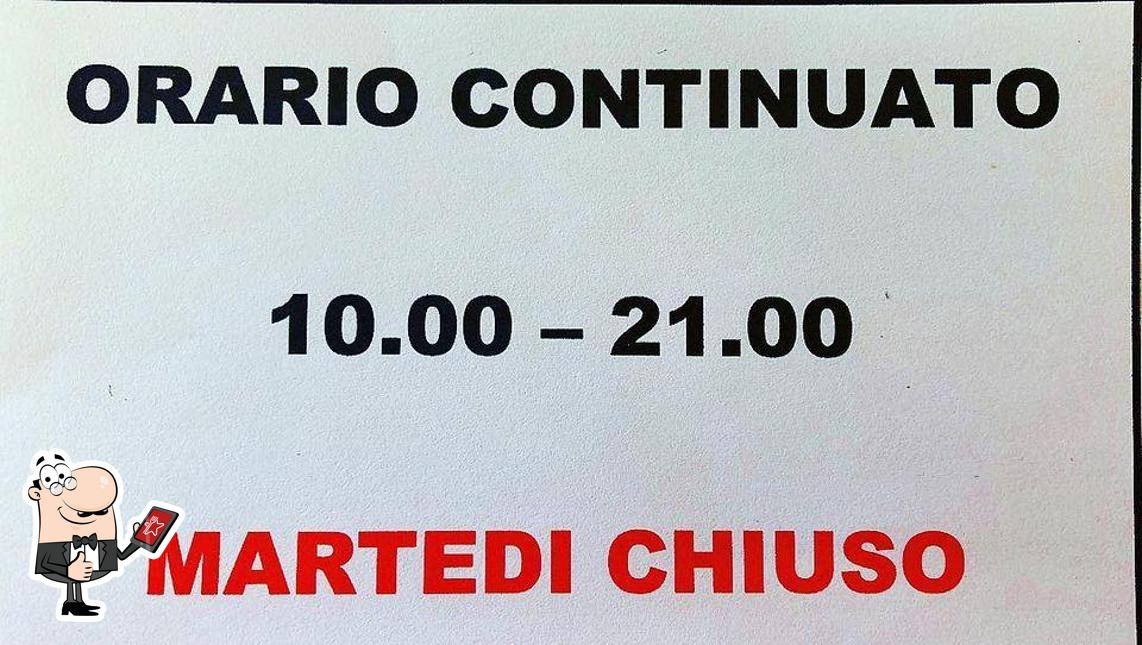 ORARIO CONTINUATO
10.00 – 21.00
MARTEDI CHIUSO